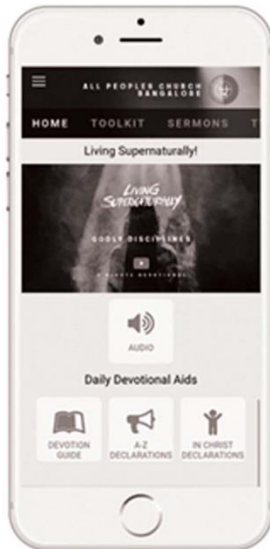 ALL PEOPLES CHURCH
BANGALORE
HOME TOOLKIT SERMONS T
Living Supernaturally!
LIVING
SUPERNATURALLY
GODLY DISCIPLINES
AUDIO
Daily Devotional Aids
DEVOTION
GUIDE
A-Z
DECLARATIONS
IN CHRIST
DECLARATIONS